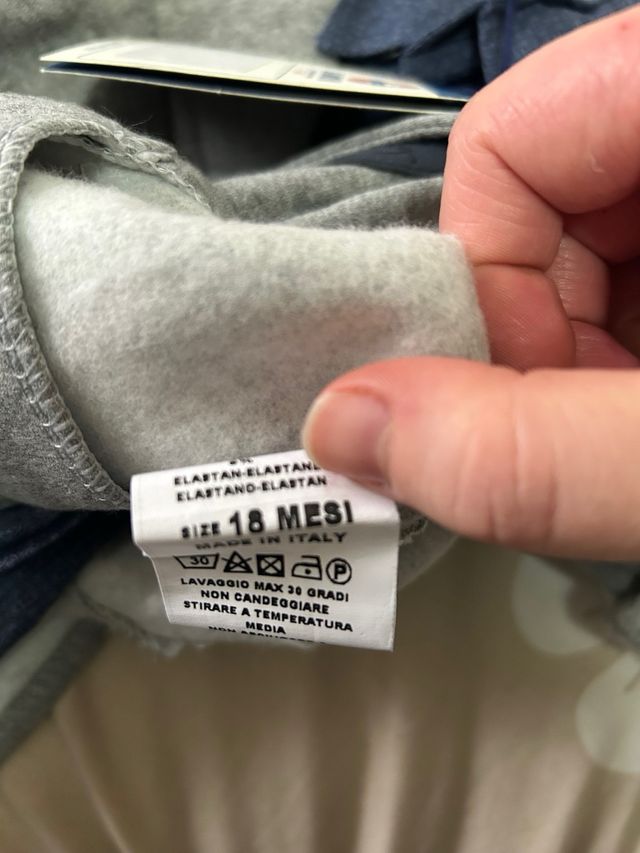 ELASTAN-ELASTANE
ELASTANO-ELASTAN
SIZE 18 MESI
MADE IN ITALY
30 P
LAVAGGIO MAX 30 GRADI
NON CANDEGGIARE
STIRARE A TEMPERATURA
MEDIA